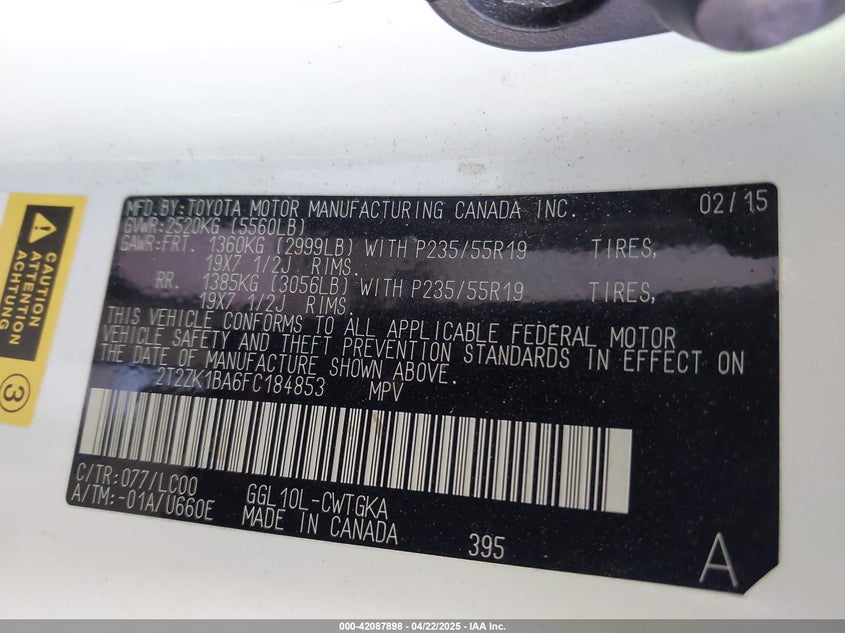 MFD.BY:TOYOTA MOTOR MANUFACTURING CANADA INC. 02/15
GVWR:2520KG (5560LB)
GAWR:FRT. 1360KG (2999LB) WITH P235/55R19 TIRES,
19X7 1/2J RIMS.
RR. 1385KG (3056LB) WITH P235/55R19 TIRES,
19X7 1/2J RIMS.
THIS VEHICLE CONFORMS TO ALL APPLICABLE FEDERAL MOTOR
VEHICLE SAFETY AND THEFT PREVENTION STANDARDS IN EFFECT ON
THE DATE OF MANUFACTURE SHOWN ABOVE.
2T2ZK1BA6FC184853 MPV
C/TR:077/LC00
A/TM:-01A/U660E
GGL10L-CWTGKA
MADE IN CANADA
395
A
CAUTION
ATTENTION
ACHTUNG
3
000-42087898 - 04/22/2025 - IAA Inc.